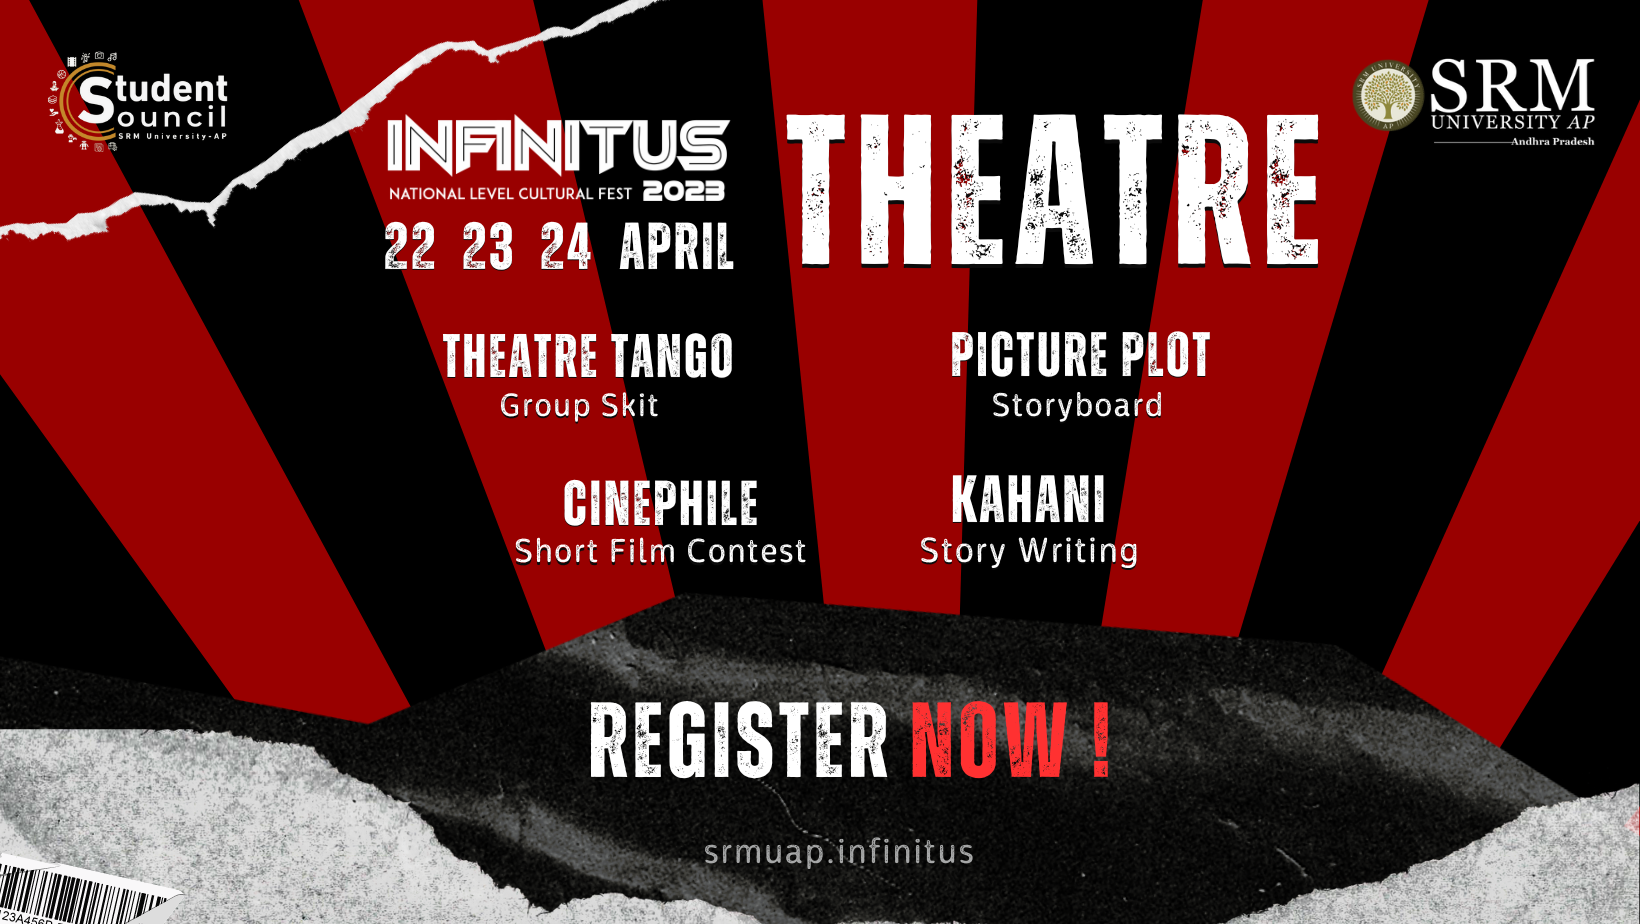 Student
Council
SRM University-AP
INFINITUS
NATIONAL LEVEL CULTURAL FEST 2023
22 23 24 APRIL
THEATRE
SRM
UNIVERSITY AP
Andhra Pradesh
THEATRE TANGO
Group Skit
PICTURE PLOT
Storyboard
CINEPHILE
Short Film Contest
KAHANI
Story Writing
REGISTER NOW !
srmuap.infinitus